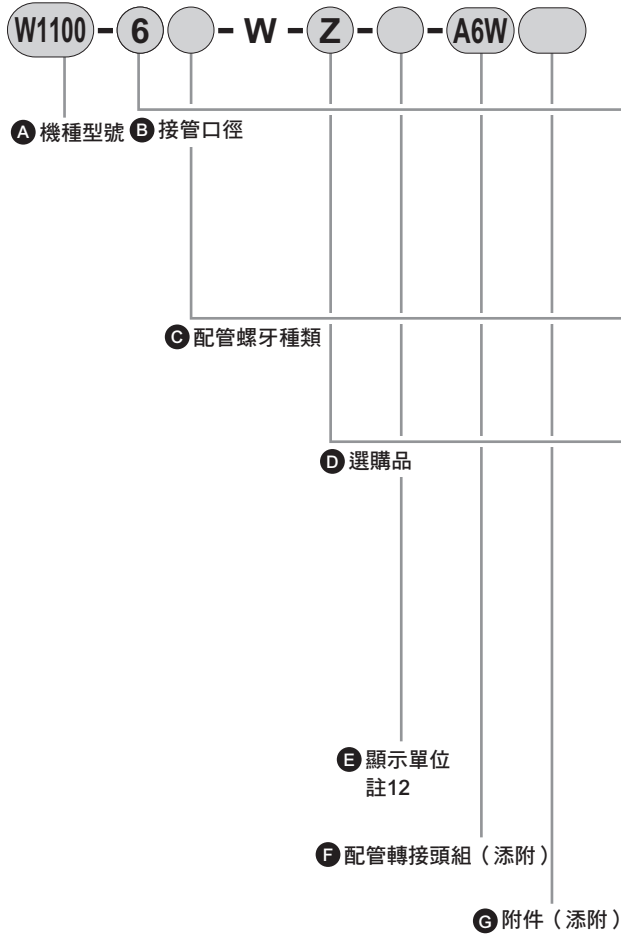 W1100 - 6 - W - Z - - A6W
A 機種型號 B 接管口徑
C 配管螺牙種類
D 選購品
E 顯示單位
註12
F 配管轉接頭組（添附）
G 附件（添附）